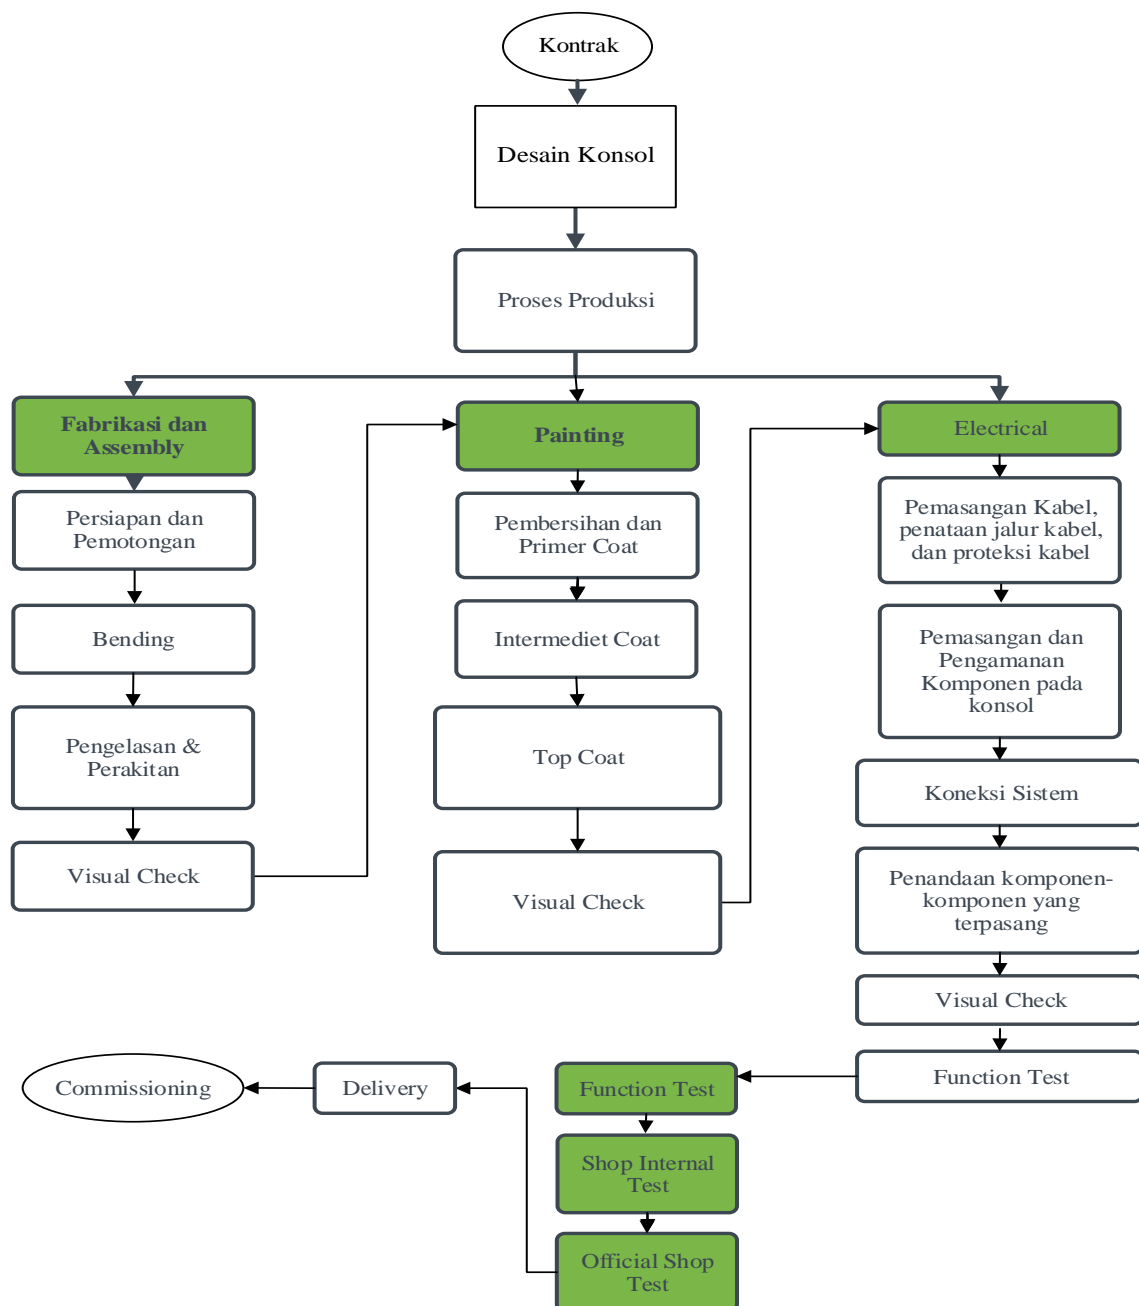 Kontrak
Desain Konsol
Proses Produksi
Fabrikasi dan
Assembly
Persiapan dan
Pemotongan
Bending
Pengelasan &
Perakitan
Visual Check
Painting
Pembersihan dan
Primer Coat
Intermediet Coat
Top Coat
Visual Check
Electrical
Pemasangan Kabel,
penataan jalur kabel,
dan proteksi kabel
Pemasangan dan
Pengamanan
Komponen pada
konsol
Koneksi Sistem
Penandaan komponen-
komponen yang
terpasang
Visual Check
Function Test
Function Test
Shop Internal
Test
Official Shop
Test
Delivery
Commissioning